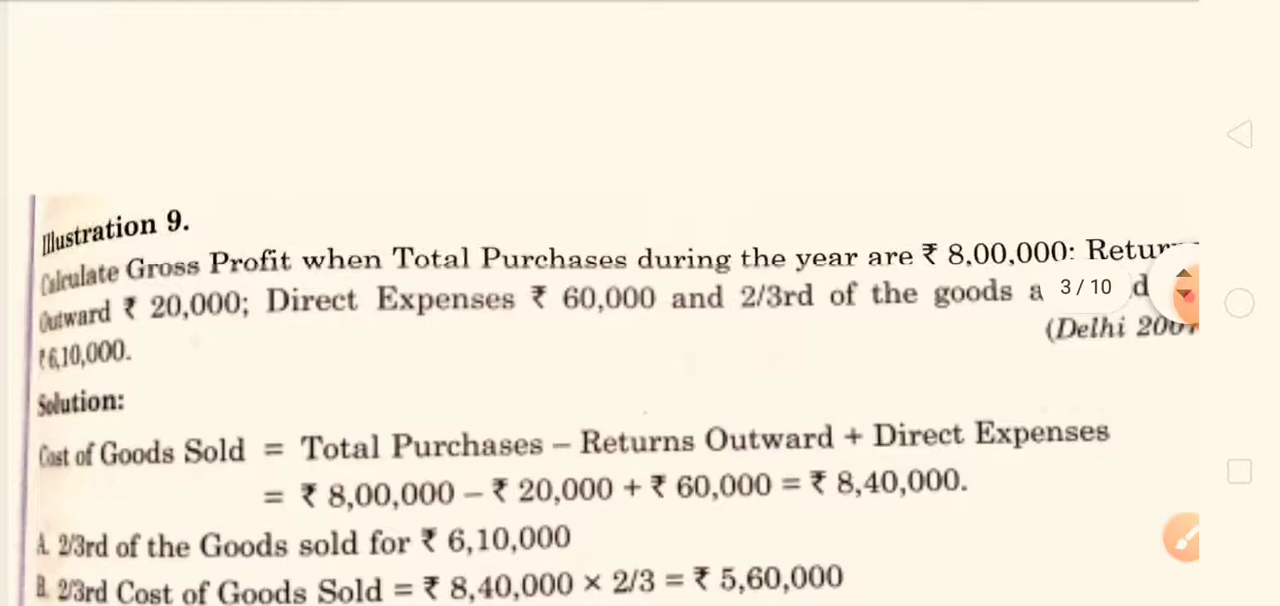 Illustration 9.
Calculate Gross Profit when Total Purchases during the year are ₹ 8,00,000: Retur
Outward ₹ 20,000; Direct Expenses ₹ 60,000 and 2/3rd of the goods a 3 / 10 d
₹ 6,10,000.
(Delhi 2007
Solution:
Cost of Goods Sold = Total Purchases – Returns Outward + Direct Expenses
= ₹ 8,00,000 – ₹ 20,000 + ₹ 60,000 = ₹ 8,40,000.
A. 2/3rd of the Goods sold for ₹ 6,10,000
B. 2/3rd Cost of Goods Sold = ₹ 8,40,000 × 2/3 = ₹ 5,60,000